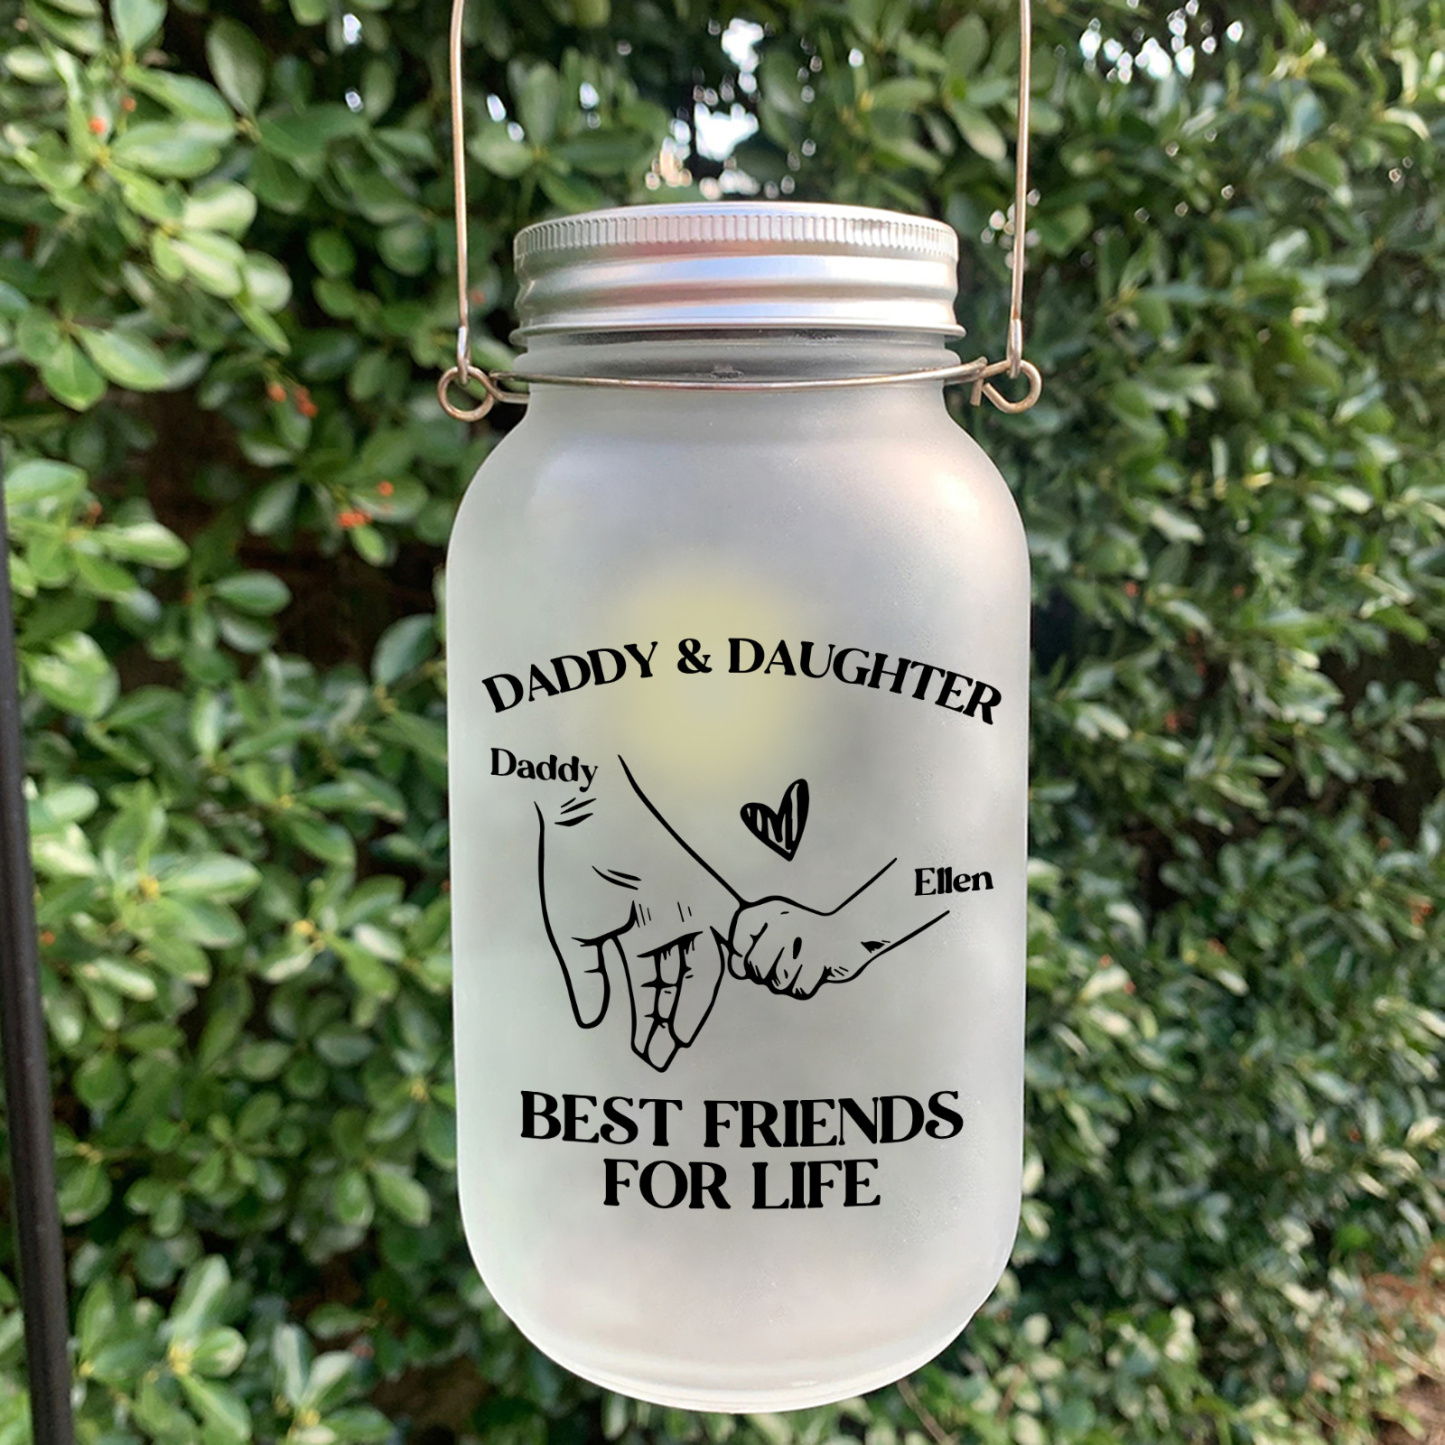 DADDY & DAUGHTER
Daddy
Ellen
BEST FRIENDS
FOR LIFE